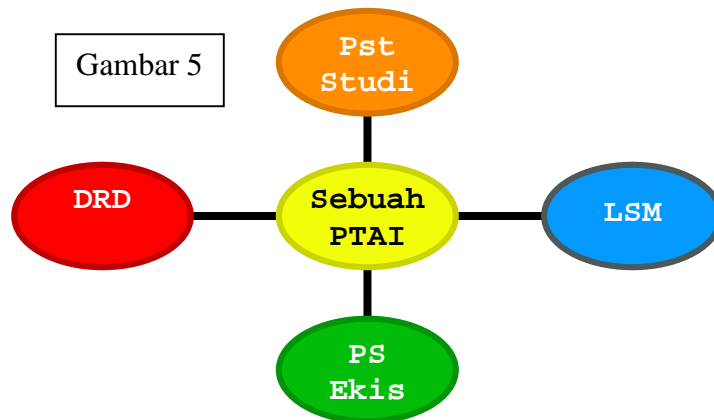 Gambar 5
Pst
Studi
DRD
Sebuah
PTAI
LSM
PS
Ekis